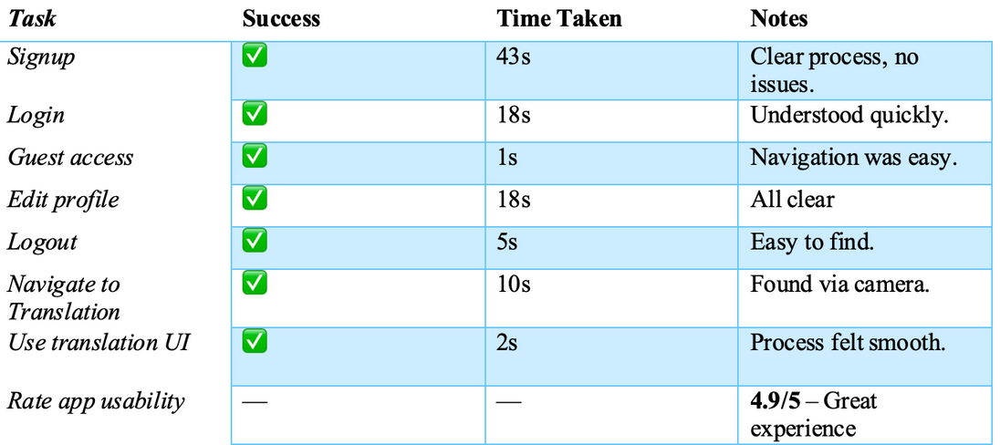 Task Success Time Taken Notes
Signup ✅ 43s Clear process, no
issues.
Login ✅ 18s Understood quickly.
Guest access ✅ 1s Navigation was easy.
Edit profile ✅ 18s All clear
Logout ✅ 5s Easy to find.
Navigate to ✅ 10s Found via camera.
Translation
Use translation UI ✅ 2s Process felt smooth.
Rate app usability — — 4.9/5 – Great
experience